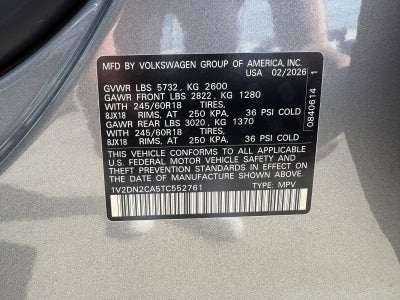 MFD BY VOLKSWAGEN GROUP OF AMERICA, INC.
USA 02/2026
GVWR LBS 5732, KG 2600
GAWR FRONT LBS 2822, KG 1280
WITH 245/60R18 TIRES,
8JX18 RIMS, AT 250 KPA, 36 PSI COLD
GAWR REAR LBS 3020, KG 1370
WITH 245/60R18 TIRES,
8JX18 RIMS, AT 250 KPA, 36 PSI COLD
THIS VEHICLE CONFORMS TO ALL APPLICABLE
U.S. FEDERAL MOTOR VEHICLE SAFETY AND
THEFT PREVENTION STANDARDS IN EFFECT ON
THE DATE OF MANUFACTURE SHOWN ABOVE
1V2DN2CA5TC552761 TYPE: MPV
0840614 1